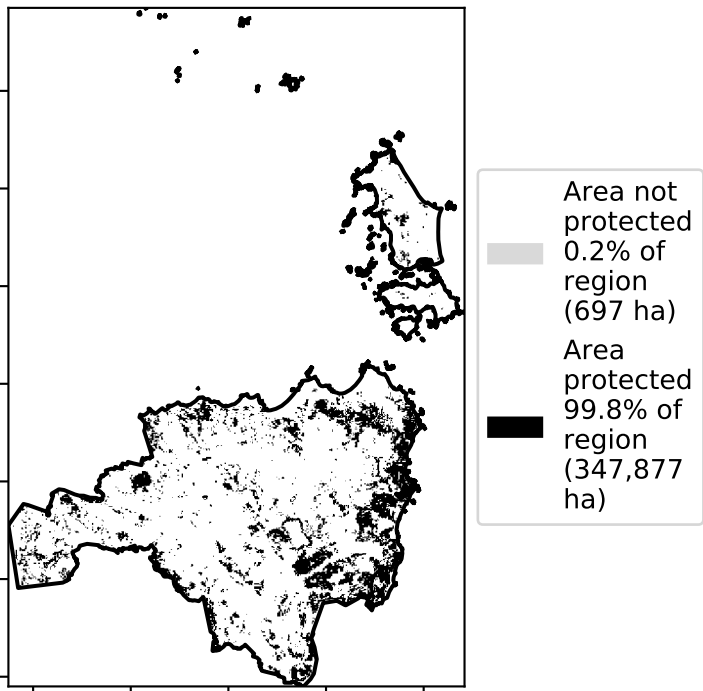 Area not
protected
0.2% of
region
(697 ha)
Area
protected
99.8% of
region
(347,877
ha)